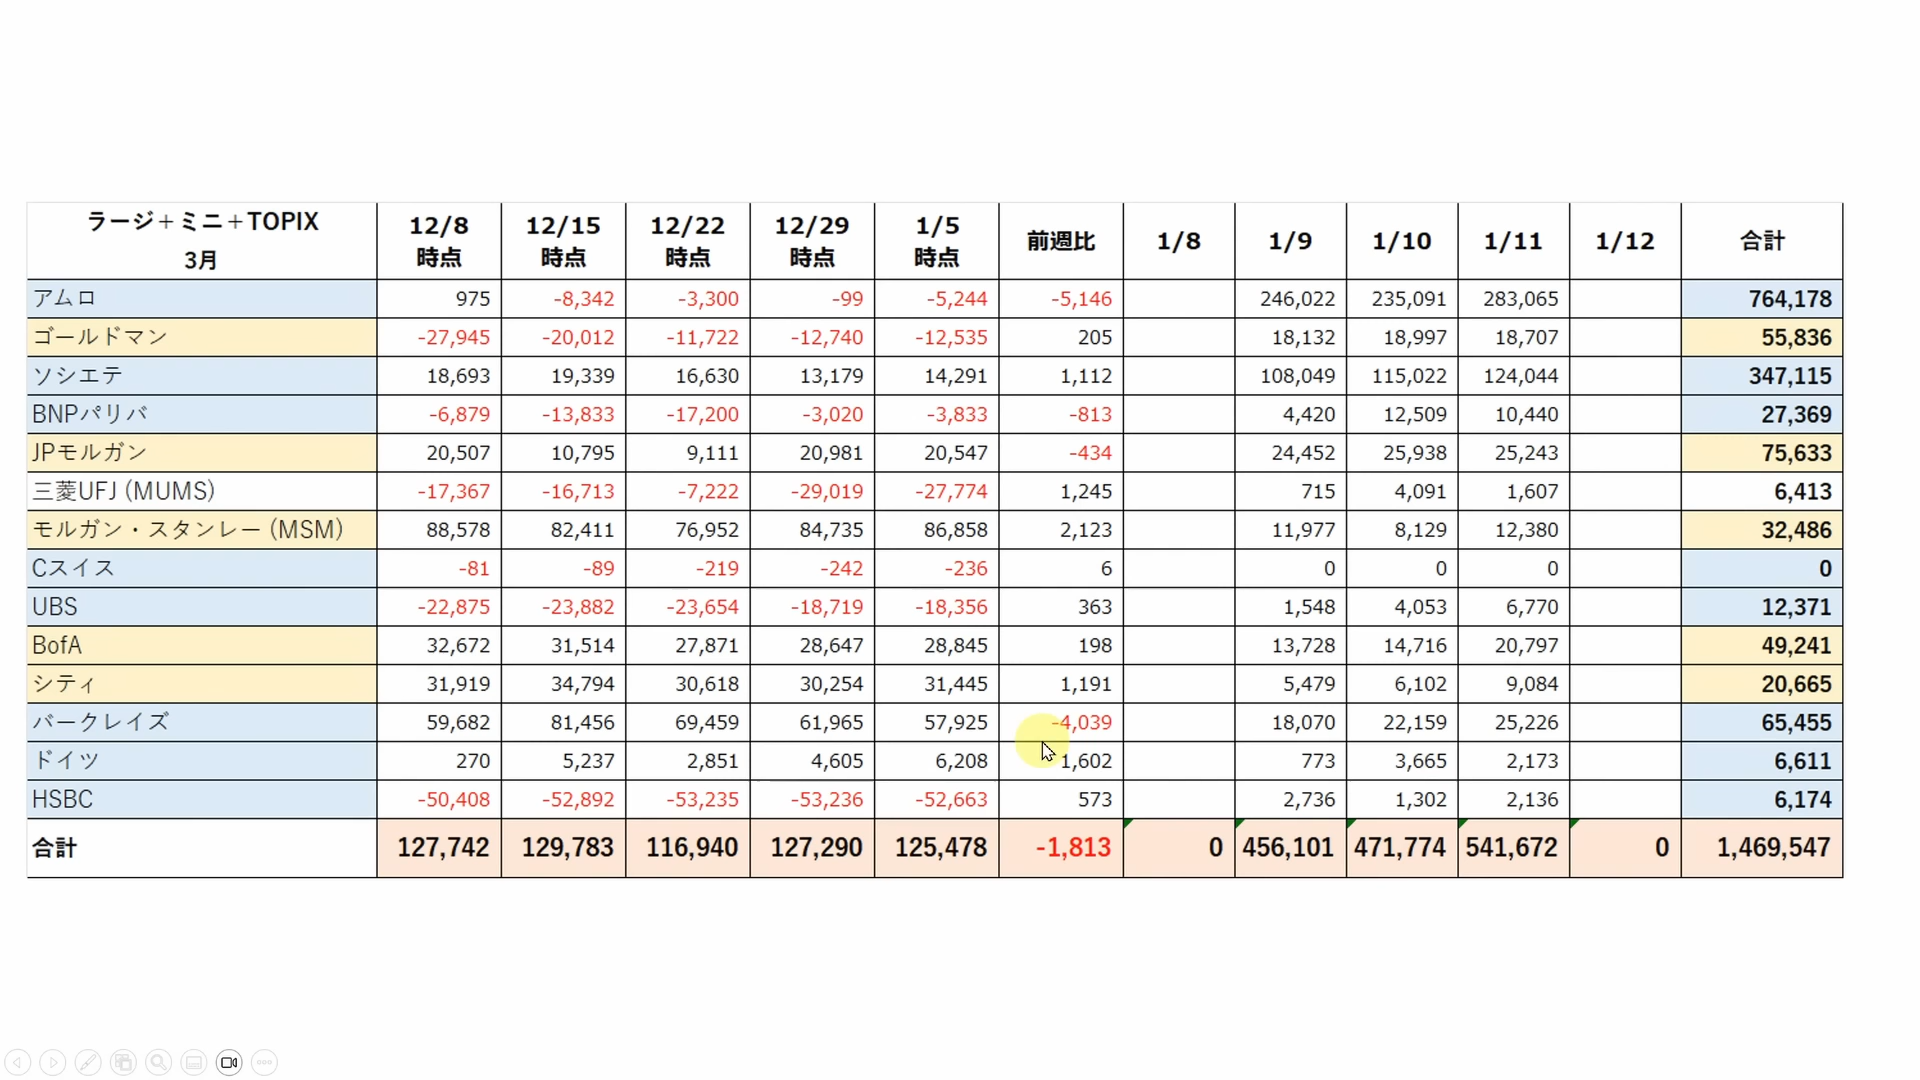 ラージ＋ミニ＋TOPIX
3月
12/8
時点
12/15
時点
12/22
時点
12/29
時点
1/5
時点
前週比
1/8
1/9
1/10
1/11
1/12
合計
アムロ 975 -8,342 -3,300 -99 -5,244 -5,146 246,022 235,091 283,065 764,178
ゴールドマン -27,945 -20,012 -11,722 -12,740 -12,535 205 18,132 18,997 18,707 55,836
ソシエテ 18,693 19,339 16,630 13,179 14,291 1,112 108,049 115,022 124,044 347,115
BNPパリバ -6,879 -13,833 -17,200 -3,020 -3,833 -813 4,420 12,509 10,440 27,369
JPモルガン 20,507 10,795 9,111 20,981 20,547 -434 24,452 25,938 25,243 75,633
三菱UFJ (MUMS) -17,367 -16,713 -7,222 -29,019 -27,774 1,245 715 4,091 1,607 6,413
モルガン・スタンレー (MSM) 88,578 82,411 76,952 84,735 86,858 2,123 11,977 8,129 12,380 32,486
Cスイス -81 -89 -219 -242 -236 6 0 0 0 0
UBS -22,875 -23,882 -23,654 -18,719 -18,356 363 1,548 4,053 6,770 12,371
BofA 32,672 31,514 27,871 28,647 28,845 198 13,728 14,716 20,797 49,241
シティ 31,919 34,794 30,618 30,254 31,445 1,191 5,479 6,102 9,084 20,665
バークレイズ 59,682 81,456 69,459 61,965 57,925 -4,039 18,070 22,159 25,226 65,455
ドイツ 270 5,237 2,851 4,605 6,208 1,602 773 3,665 2,173 6,611
HSBC -50,408 -52,892 -53,235 -53,236 -52,663 573 2,736 1,302 2,136 6,174
合計 127,742 129,783 116,940 127,290 125,478 -1,813 0 456,101 471,774 541,672 0 1,469,547